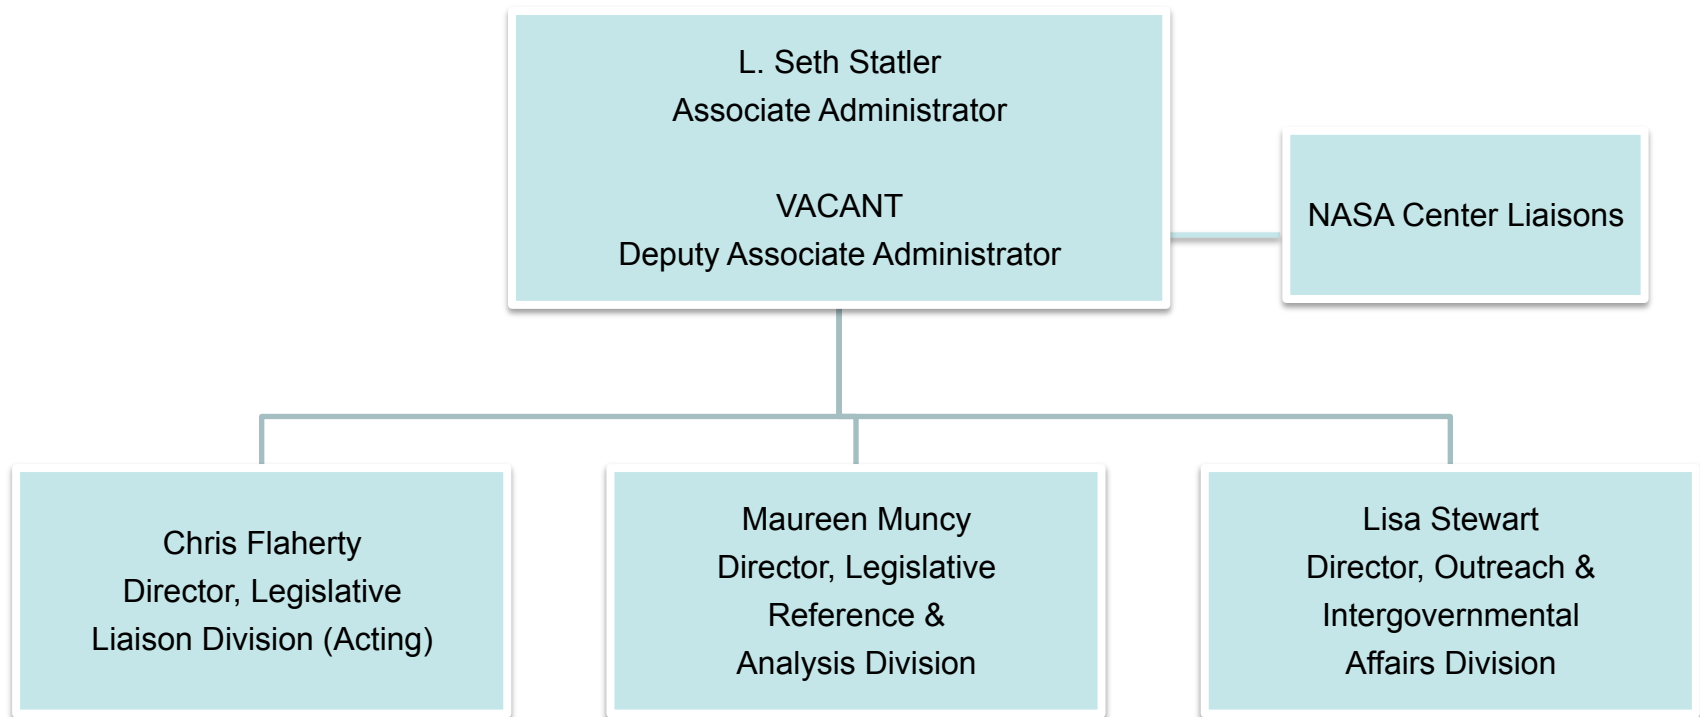 L. Seth Statler
Associate Administrator
VACANT
Deputy Associate Administrator
NASA Center Liaisons
Chris Flaherty
Director, Legislative
Liaison Division (Acting)
Maureen Muncy
Director, Legislative
Reference &
Analysis Division
Lisa Stewart
Director, Outreach &
Intergovernmental
Affairs Division